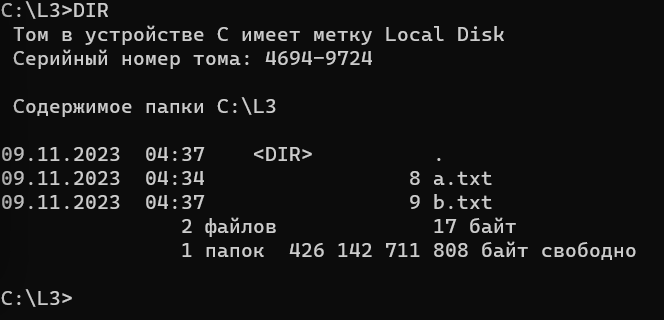 C:\L3>DIR
Том в устройстве C имеет метку Local Disk
Серийный номер тома: 4694-9724
Содержимое папки C:\L3
09.11.2023  04:37    <DIR>          .
09.11.2023  04:34                 8 a.txt
09.11.2023  04:37                 9 b.txt
2 файлов             17 байт
1 папок  426 142 711 808 байт свободно
C:\L3>